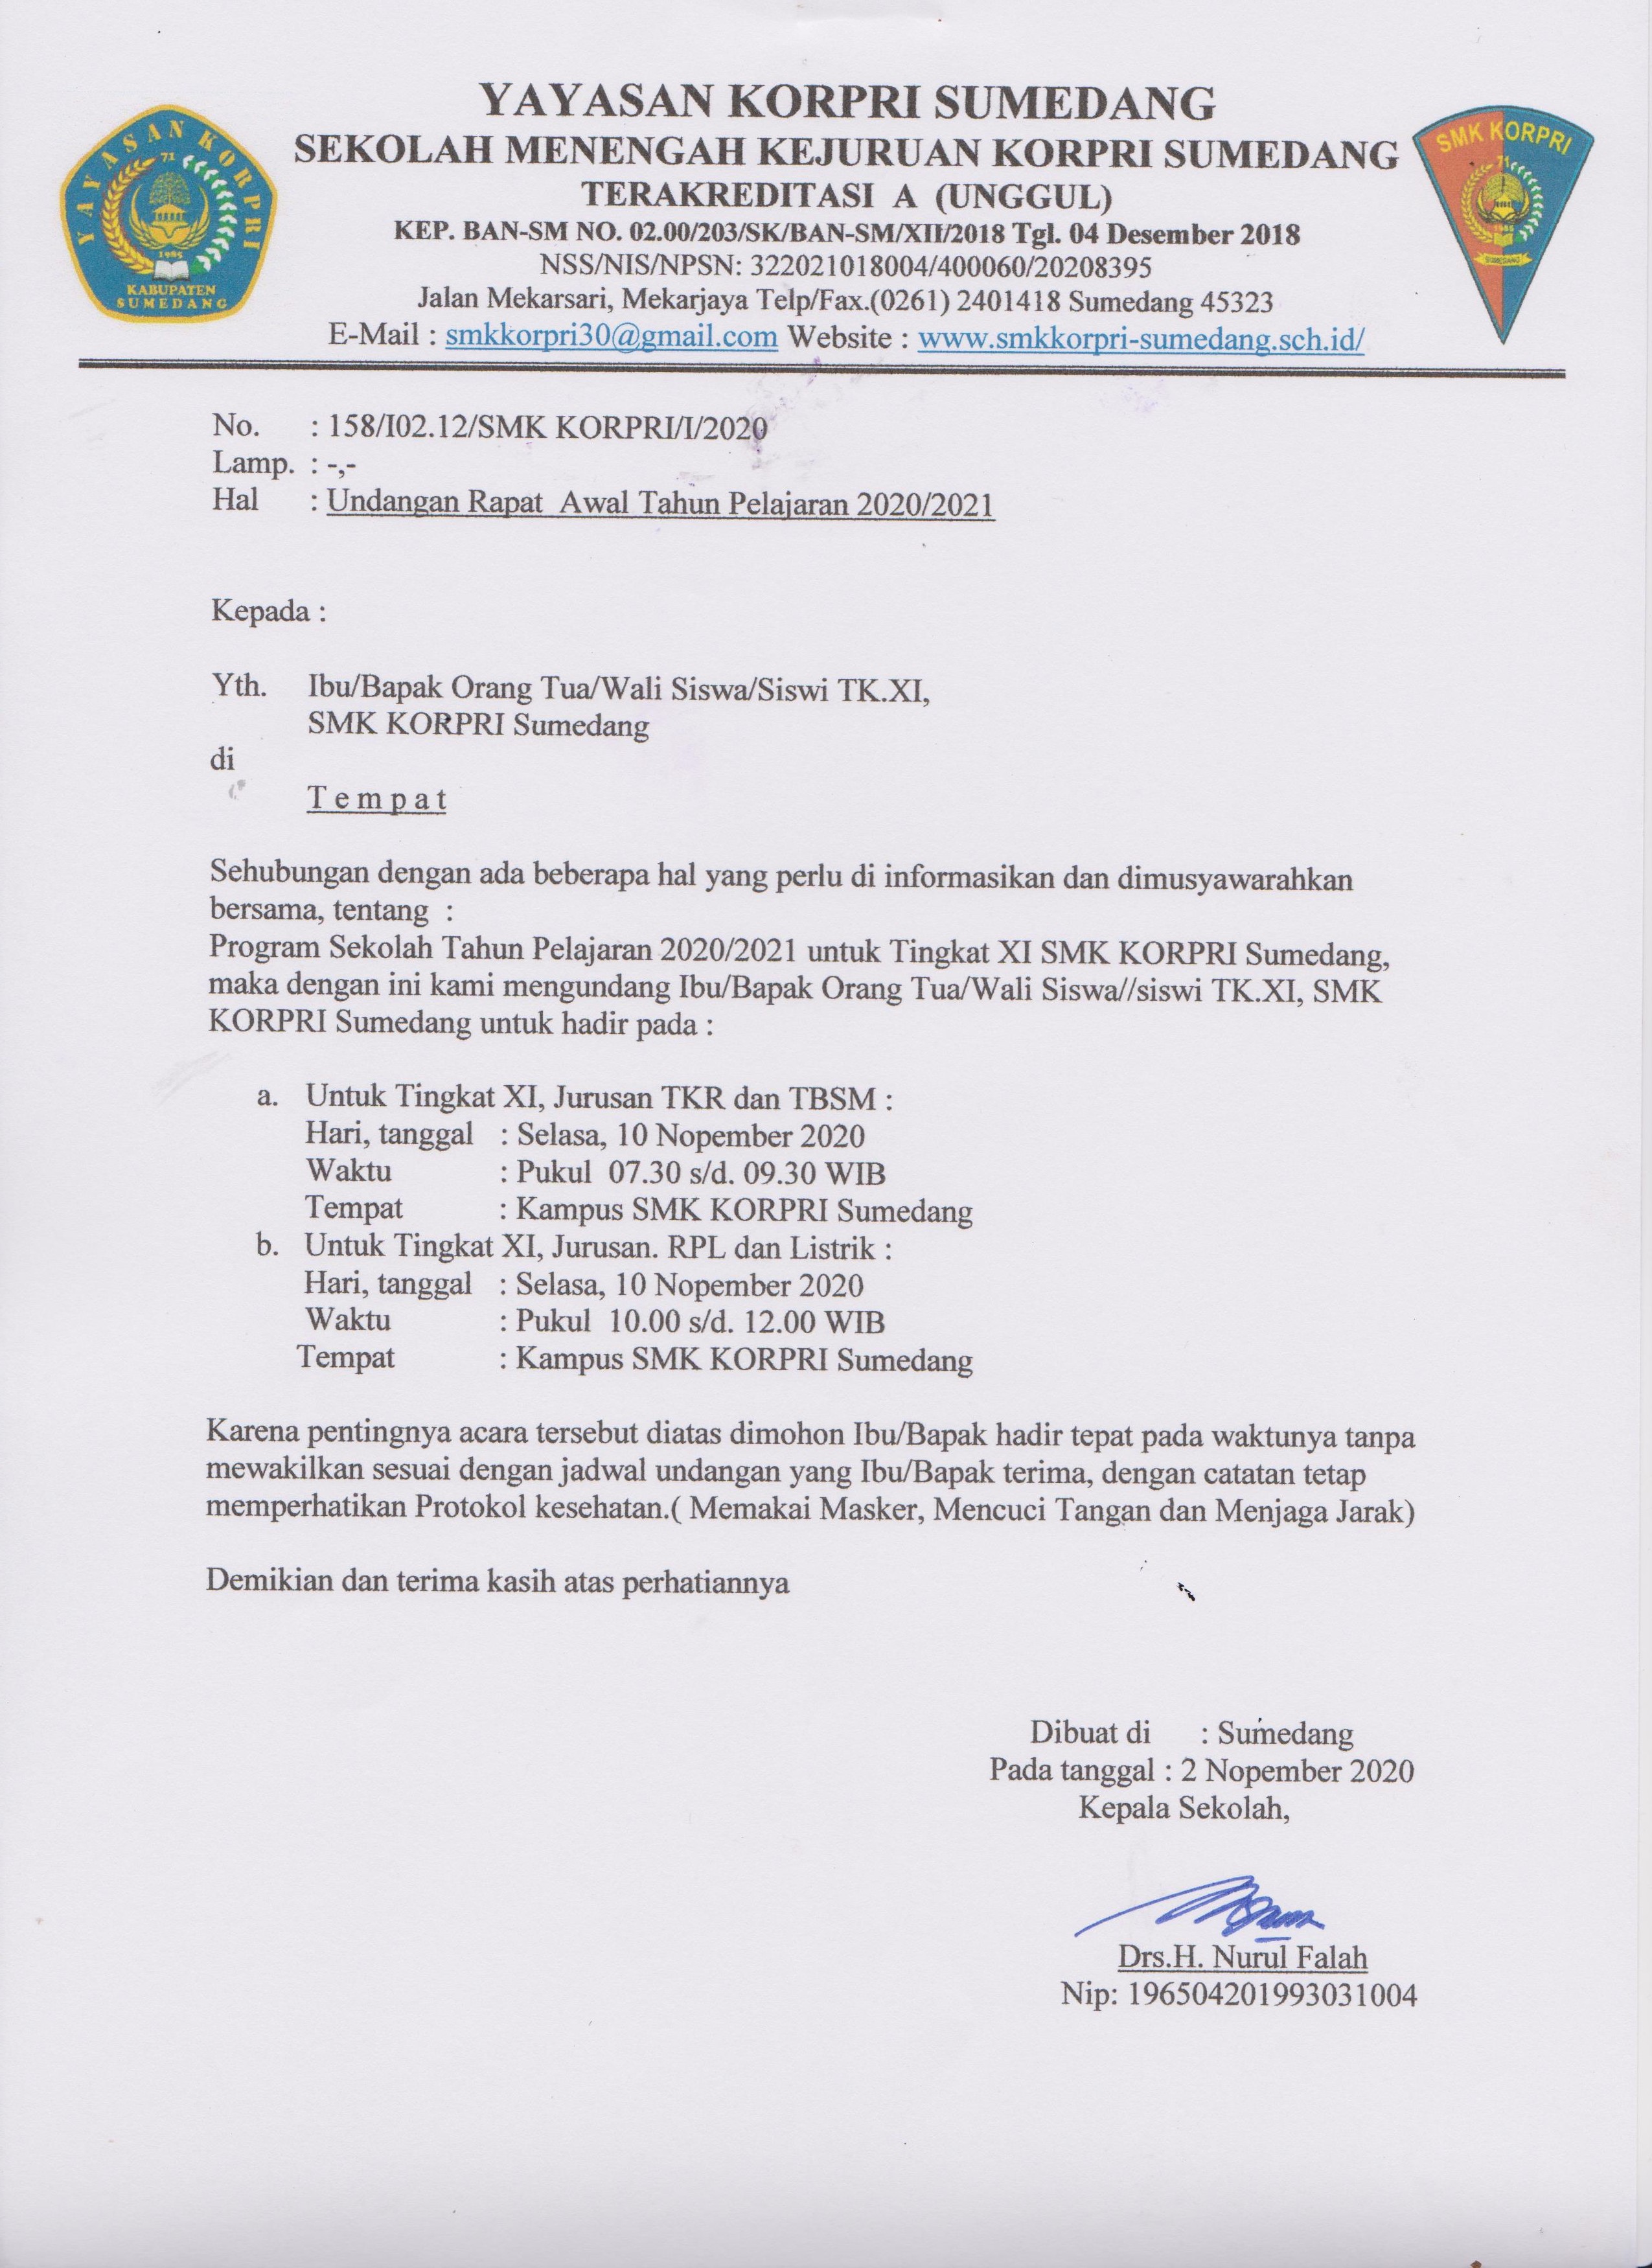 YAYASAN KORPRI SUMEDANG
SEKOLAH MENENGAH KEJURUAN KORPRI SUMEDANG
TERAKREDITASI A (UNGGUL)
KEP. BAN-SM NO. 02.00/203/SK/BAN-SM/XII/2018 Tgl. 04 Desember 2018
NSS/NIS/NPSN: 322021018004/400060/20208395
Jalan Mekarsari, Mekarjaya Telp/Fax.(0261) 2401418 Sumedang 45323
E-Mail : smkkorpri30@gmail.com Website : www.smkkorpri-sumedang.sch.id/
YAYASAN KORPRI
71
1985
KABUPATEN
SUMEDANG
SMK KORPRI
71
1985
SUMEDANG
No. : 158/I02.12/SMK KORPRI/I/2020
Lamp. : -,-
Hal : Undangan Rapat Awal Tahun Pelajaran 2020/2021
Kepada :
Yth. Ibu/Bapak Orang Tua/Wali Siswa/Siswi TK.XI,
SMK KORPRI Sumedang
di
T e m p a t
Sehubungan dengan ada beberapa hal yang perlu di informasikan dan dimusyawarahkan
bersama, tentang :
Program Sekolah Tahun Pelajaran 2020/2021 untuk Tingkat XI SMK KORPRI Sumedang,
maka dengan ini kami mengundang Ibu/Bapak Orang Tua/Wali Siswa//siswi TK.XI, SMK
KORPRI Sumedang untuk hadir pada :
a. Untuk Tingkat XI, Jurusan TKR dan TBSM :
Hari, tanggal : Selasa, 10 Nopember 2020
Waktu : Pukul 07.30 s/d. 09.30 WIB
Tempat : Kampus SMK KORPRI Sumedang
b. Untuk Tingkat XI, Jurusan. RPL dan Listrik :
Hari, tanggal : Selasa, 10 Nopember 2020
Waktu : Pukul 10.00 s/d. 12.00 WIB
Tempat : Kampus SMK KORPRI Sumedang
Karena pentingnya acara tersebut diatas dimohon Ibu/Bapak hadir tepat pada waktunya tanpa
mewakilkan sesuai dengan jadwal undangan yang Ibu/Bapak terima, dengan catatan tetap
memperhatikan Protokol kesehatan.( Memakai Masker, Mencuci Tangan dan Menjaga Jarak)
Demikian dan terima kasih atas perhatiannya
Dibuat di : Sumedang
Pada tanggal : 2 Nopember 2020
Kepala Sekolah,
Drs.H. Nurul Falah
Nip: 196504201993031004